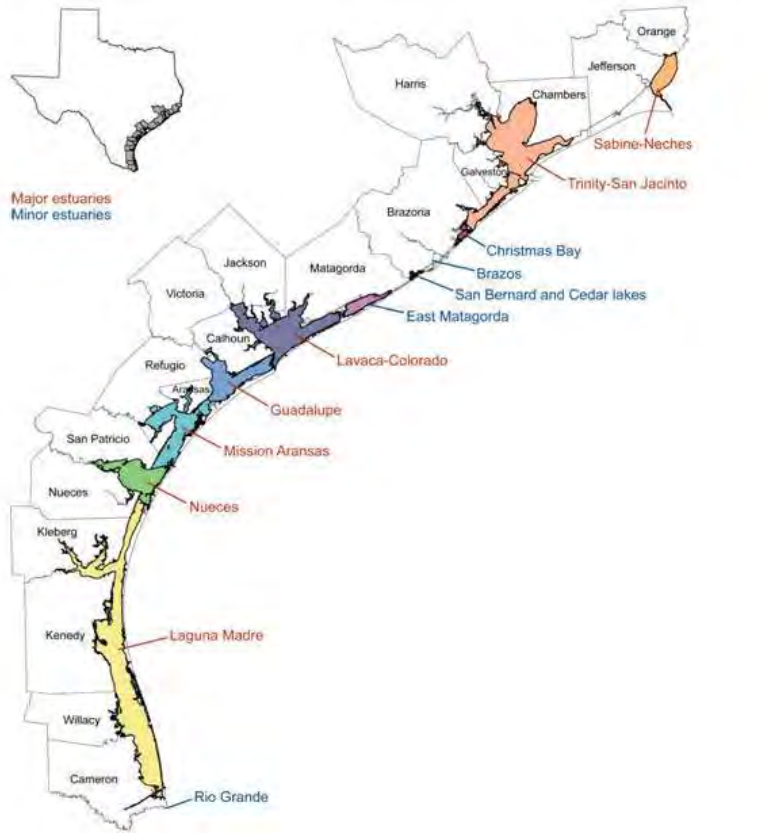 Orange
Jefferson
Harris
Chambers
Sabine-Neches
Galveston
Trinity-San Jacinto
Major estuaries
Minor estuaries
Brazoria
Christmas Bay
Jackson
Matagorda
Brazos
Victoria
San Bernard and Cedar lakes
East Matagorda
Calhoun
Lavaca-Colorado
Refugio
Aransas
Guadalupe
San Patricio
Mission Aransas
Nueces
Nueces
Kleberg
Kenedy
Laguna Madre
Willacy
Cameron
Rio Grande